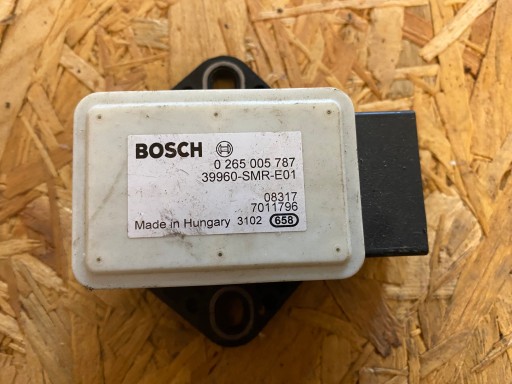 BOSCH 0 265 005 787
39960-SMR-E01
08317
7011796
Made in Hungary 3102 658